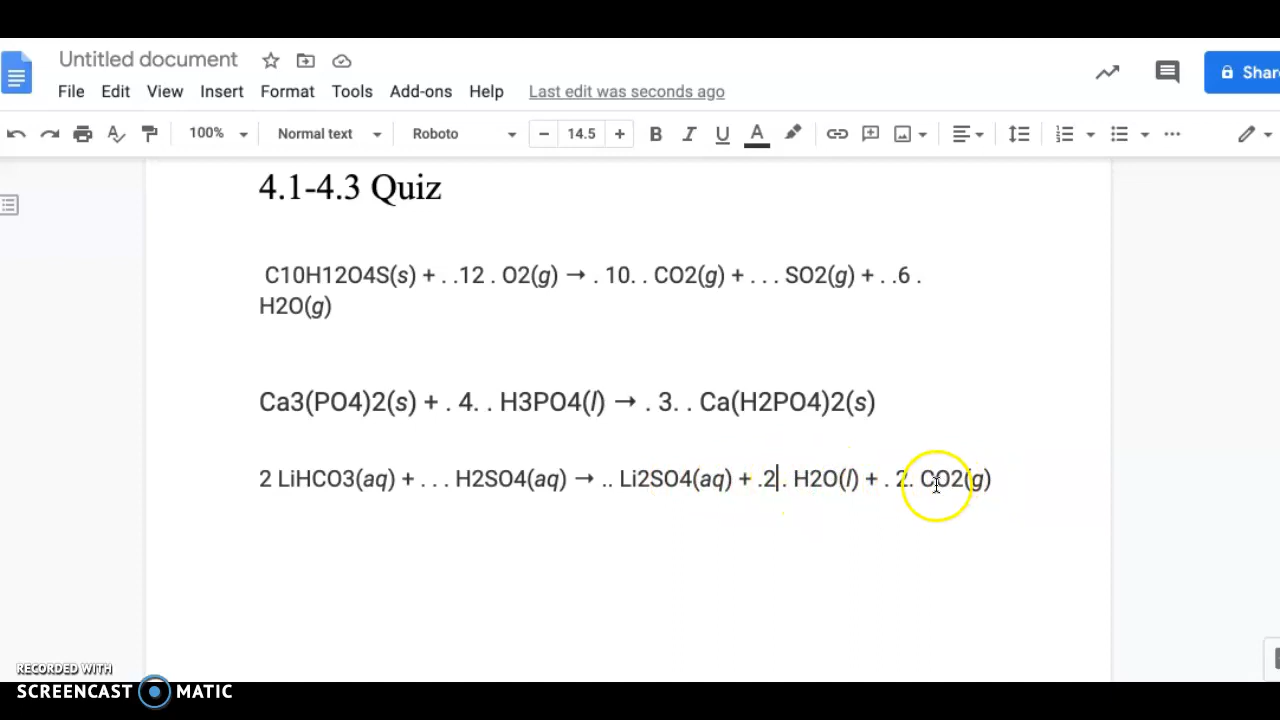 Untitled document
File Edit View Insert Format Tools Add-ons Help Last edit was seconds ago
Share
100% Normal text Roboto 14.5 B I U A
4.1-4.3 Quiz
C10H12O4S(s) + . .12 . O2(g) → . 10. . CO2(g) + . . . SO2(g) + . .6 .
H2O(g)
Ca3(PO4)2(s) + . 4. . H3PO4(l) → . 3. . Ca(H2PO4)2(s)
2 LiHCO3(aq) + . . . H2SO4(aq) → .. Li2SO4(aq) + .2 . H2O(l) + . 2. CO2(g)
RECORDED WITH
SCREENCAST MATIC